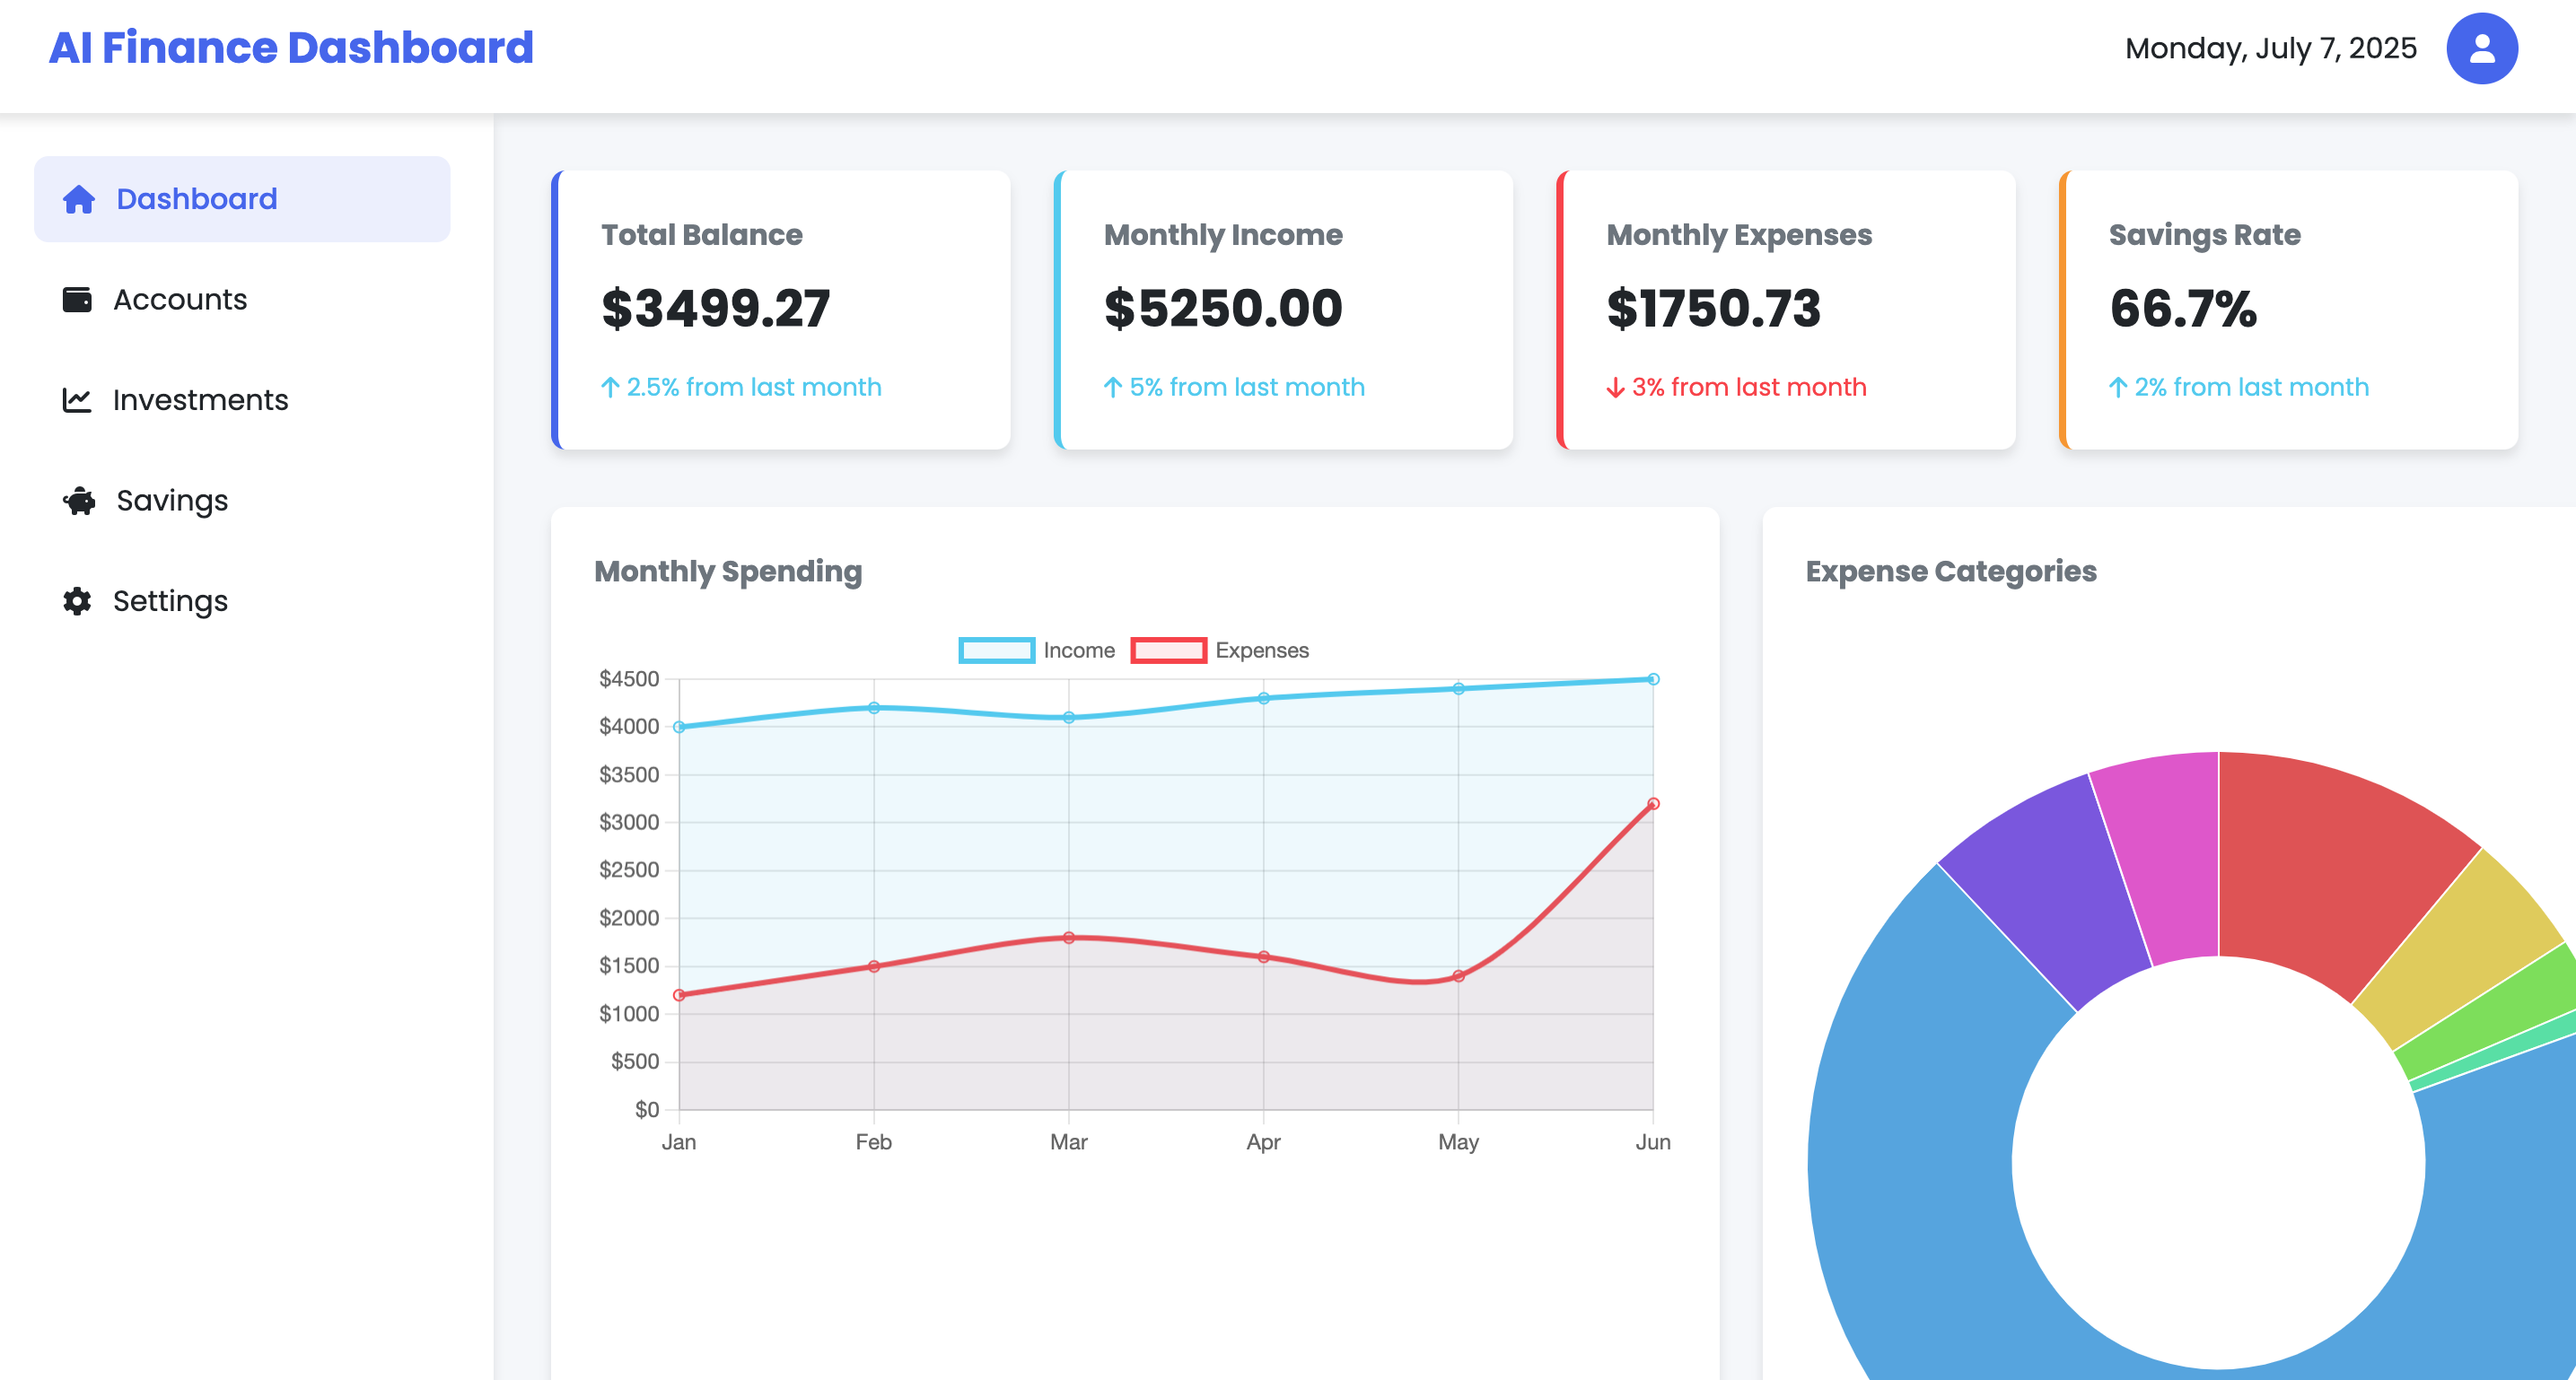 AI Finance Dashboard
Monday, July 7, 2025
Dashboard
Accounts
Investments
Savings
Settings
Total Balance
$3499.27
↑ 2.5% from last month
Monthly Income
$5250.00
↑ 5% from last month
Monthly Expenses
$1750.73
↓ 3% from last month
Savings Rate
66.7%
↑ 2% from last month
Monthly Spending
Income Expenses
$4500
$4000
$3500
$3000
$2500
$2000
$1500
$1000
$500
$0
Jan Feb Mar Apr May Jun
Expense Categories